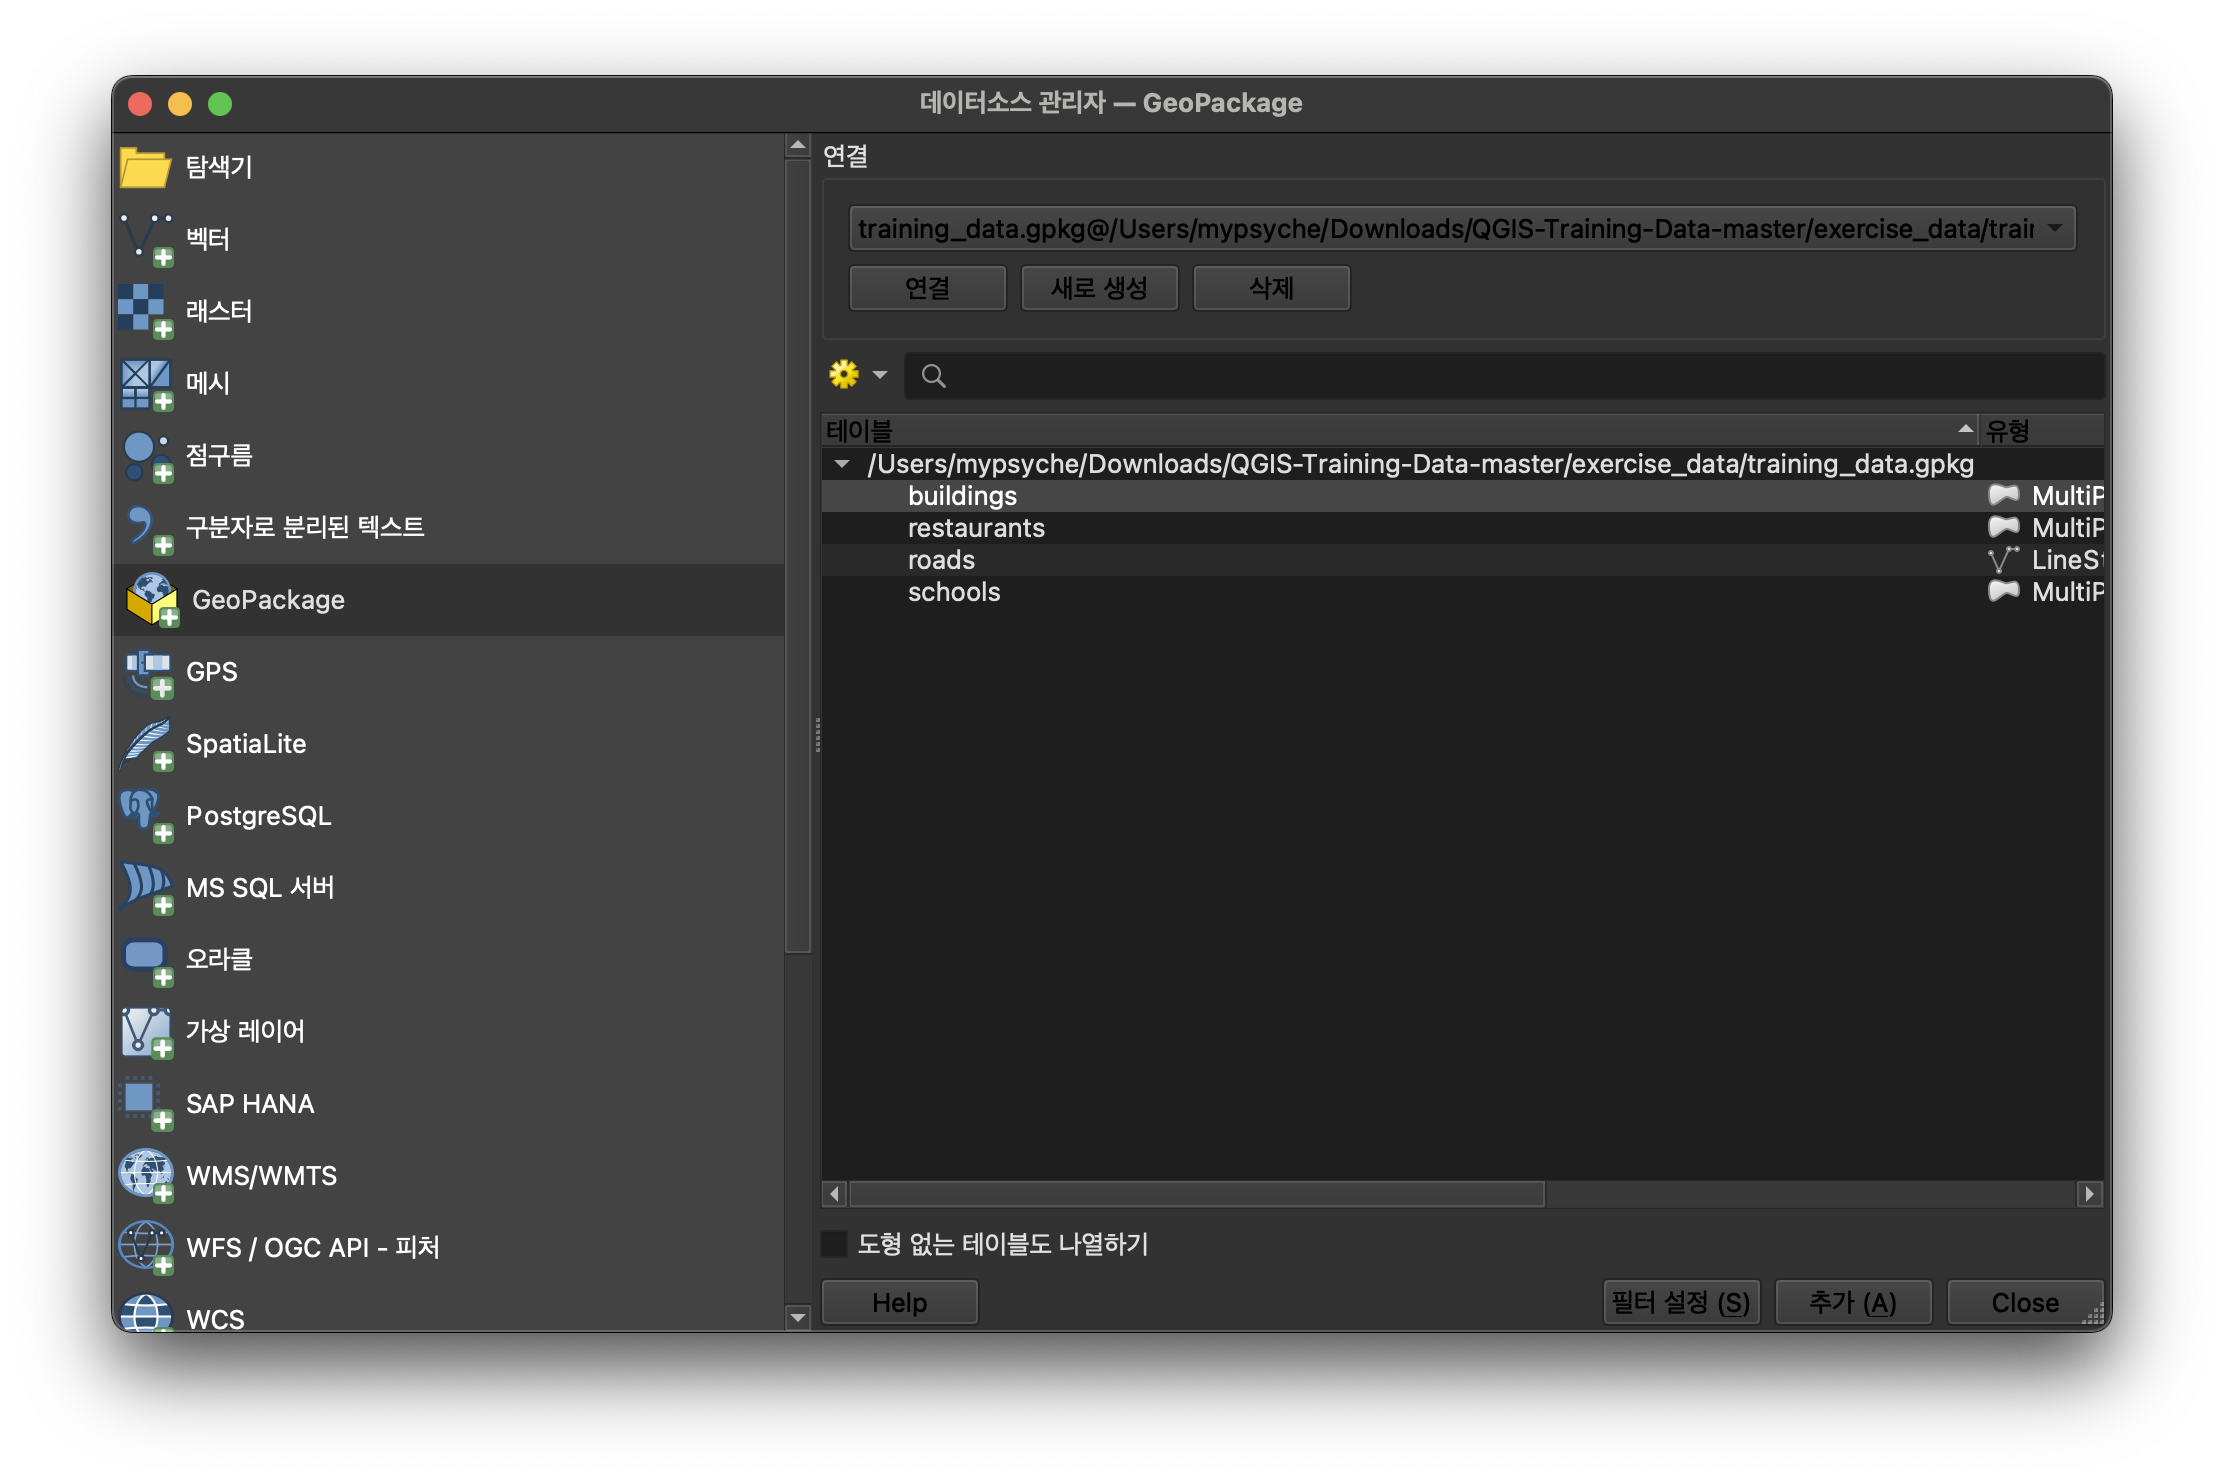 데이터소스 관리자 — GeoPackage
탐색기
벡터
래스터
메시
점구름
구분자로 분리된 텍스트
GeoPackage
GPS
SpatiaLite
PostgreSQL
MS SQL 서버
오라클
가상 레이어
SAP HANA
WMS/WMTS
WFS / OGC API - 피처
WCS
연결
training_data.gpkg@/Users/mypsyche/Downloads/QGIS-Training-Data-master/exercise_data/train
연결 새로 생성 삭제
테이블 유형
/Users/mypsyche/Downloads/QGIS-Training-Data-master/exercise_data/training_data.gpkg
buildings MultiP
restaurants MultiP
roads LineSt
schools MultiP
도형 없는 테이블도 나열하기
Help 필터 설정 (S) 추가 (A) Close